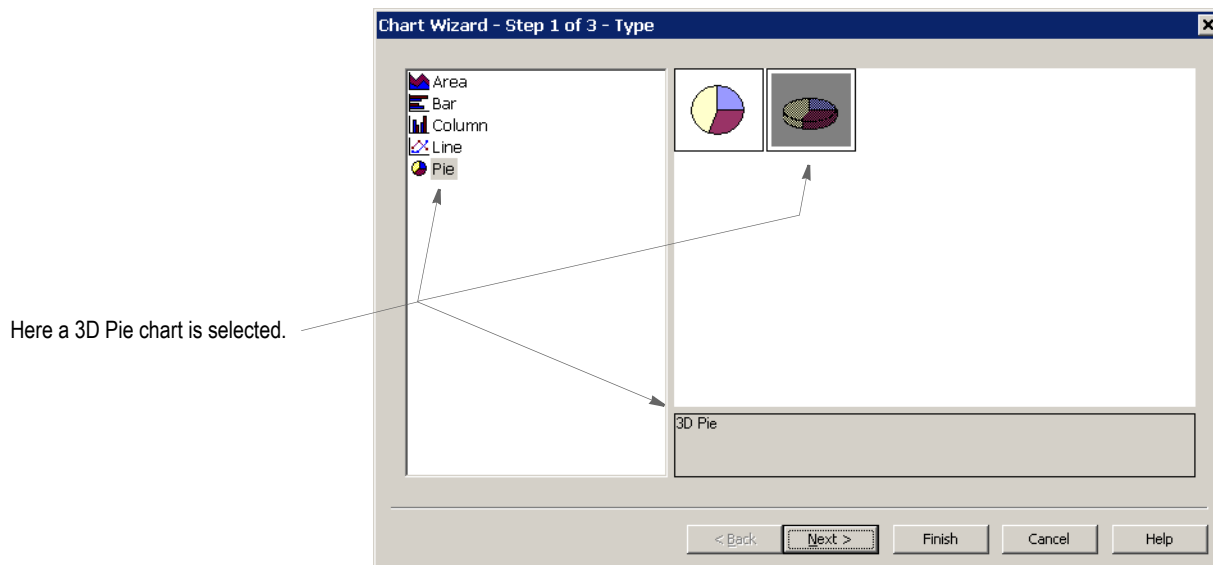 Chart Wizard - Step 1 of 3 - Type
Area
Bar
Column
Line
Pie
Here a 3D Pie chart is selected.
3D Pie
< Back
Next >
Finish
Cancel
Help